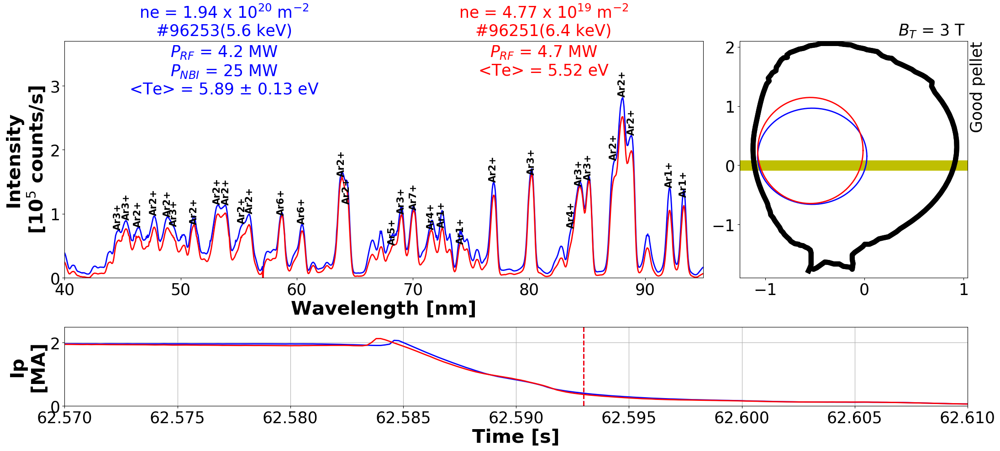 ne = 1.94 x 10²⁰ m⁻²
#96253(5.6 keV)
P_RF = 4.2 MW
P_NBI = 25 MW
<Te> = 5.89 ± 0.13 eV
ne = 4.77 x 10¹⁹ m⁻²
#96251(6.4 keV)
P_RF = 4.7 MW
<Te> = 5.52 eV
Intensity
[10⁵ counts/s]
3
2
1
0
Ar3+
Ar3+
Ar2+
Ar2+
Ar2+
Ar3+
Ar2+
Ar2+
Ar2+
Ar2+
Ar2+
Ar6+
Ar6+
Ar2+
Ar2+
Ar5+
Ar3+
Ar7+
Ar4+
Ar1+
Ar1+
Ar2+
Ar3+
Ar4+
Ar3+
Ar3+
Ar2+
Ar2+
Ar2+
Ar1+
Ar1+
40 50 60 70 80 90
Wavelength [nm]
B_T = 3 T
Good pellet
2
1
0
−1
−1 0 1
Ip
[MA]
2
0
62.570 62.575 62.580 62.585 62.590 62.595 62.600 62.605 62.610
Time [s]